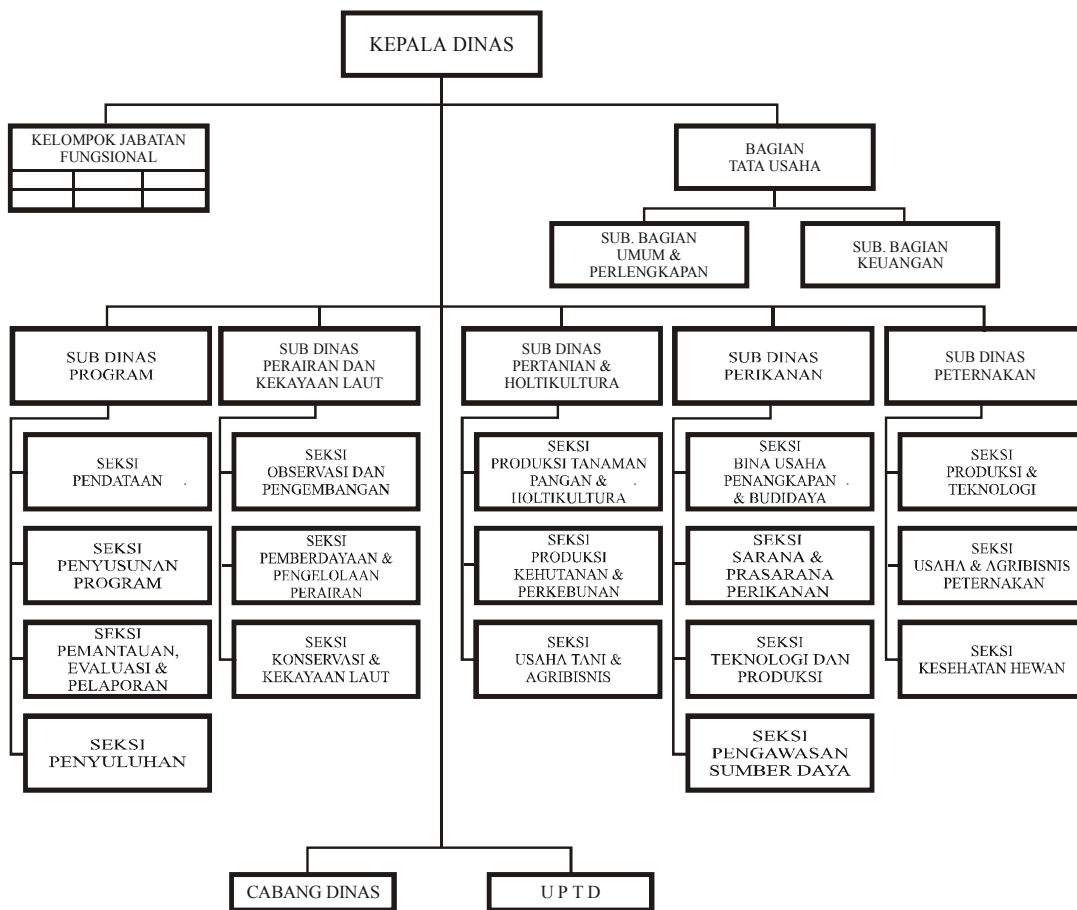 KEPALA DINAS
KELOMPOK JABATAN
FUNGSIONAL
BAGIAN
TATA USAHA
SUB. BAGIAN
UMUM &
PERLENGKAPAN
SUB. BAGIAN
KEUANGAN
SUB DINAS
PROGRAM
SUB DINAS
PERAIRAN DAN
KEKAYAAN LAUT
SUB DINAS
PERTANIAN &
HOLTIKULTURA
SUB DINAS
PERIKANAN
SUB DINAS
PETERNAKAN
SEKSI
PENDATAAN
SEKSI
PENYUSUNAN
PROGRAM
SEKSI
PEMANTAUAN,
EVALUASI &
PELAPORAN
SEKSI
PENYULUHAN
SEKSI
OBSERVASI DAN
PENGEMBANGAN
SEKSI
PEMBERDAYAAN &
PENGELOLAAN
PERAIRAN
SEKSI
KONSERVASI &
KEKAYAAN LAUT
SEKSI
PRODUKSI TANAMAN
PANGAN &
HOLTIKULTURA
SEKSI
PRODUKSI
KEHUTANAN &
PERKEBUNAN
SEKSI
USAHA TANI &
AGRIBISNIS
SEKSI
BINA USAHA
PENANGKAPAN
& BUDIDAYA
SEKSI
SARANA &
PRASARANA
PERIKANAN
SEKSI
TEKNOLOGI DAN
PRODUKSI
SEKSI
PENGAWASAN
SUMBER DAYA
SEKSI
PRODUKSI &
TEKNOLOGI
SEKSI
USAHA & AGRIBISNIS
PETERNAKAN
SEKSI
KESEHATAN HEWAN
CABANG DINAS
U P T D